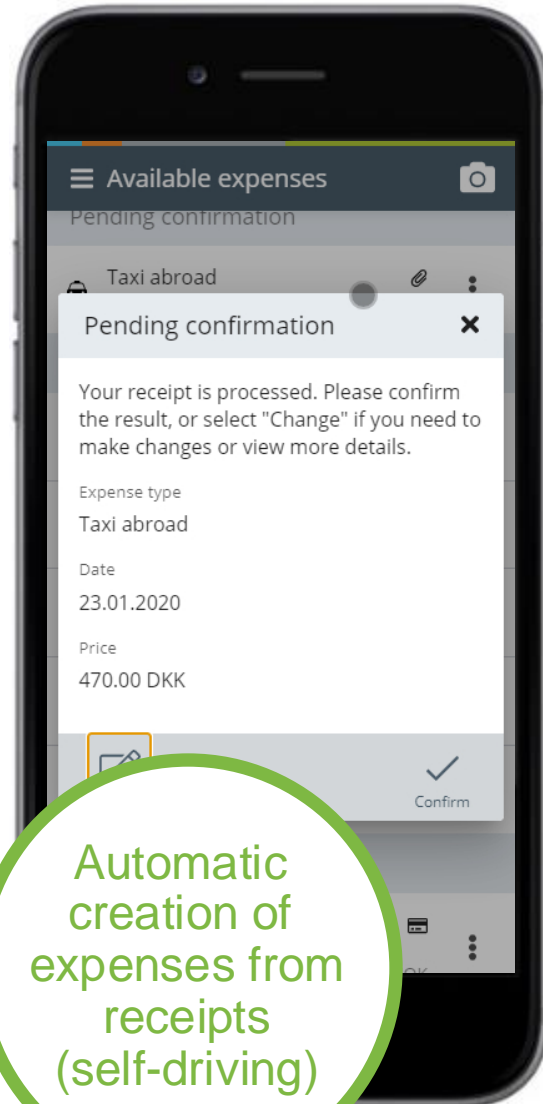 Available expenses
Pending confirmation
Taxi abroad
Pending confirmation
Your receipt is processed. Please confirm
the result, or select "Change" if you need to
make changes or view more details.
Expense type
Taxi abroad
Date
23.01.2020
Price
470.00 DKK
Confirm
Automatic
creation of
expenses from
receipts
(self-driving)